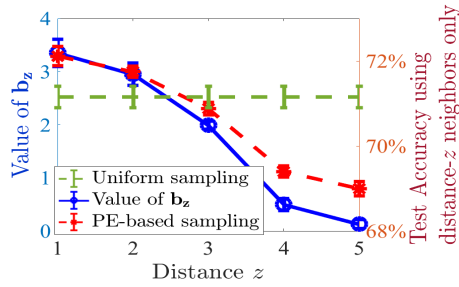 4
3
2
1
0
Value of b_z
72%
70%
68%
Test Accuracy using
distance-z neighbors only
Uniform sampling
Value of b_z
PE-based sampling
1 2 3 4 5
Distance z